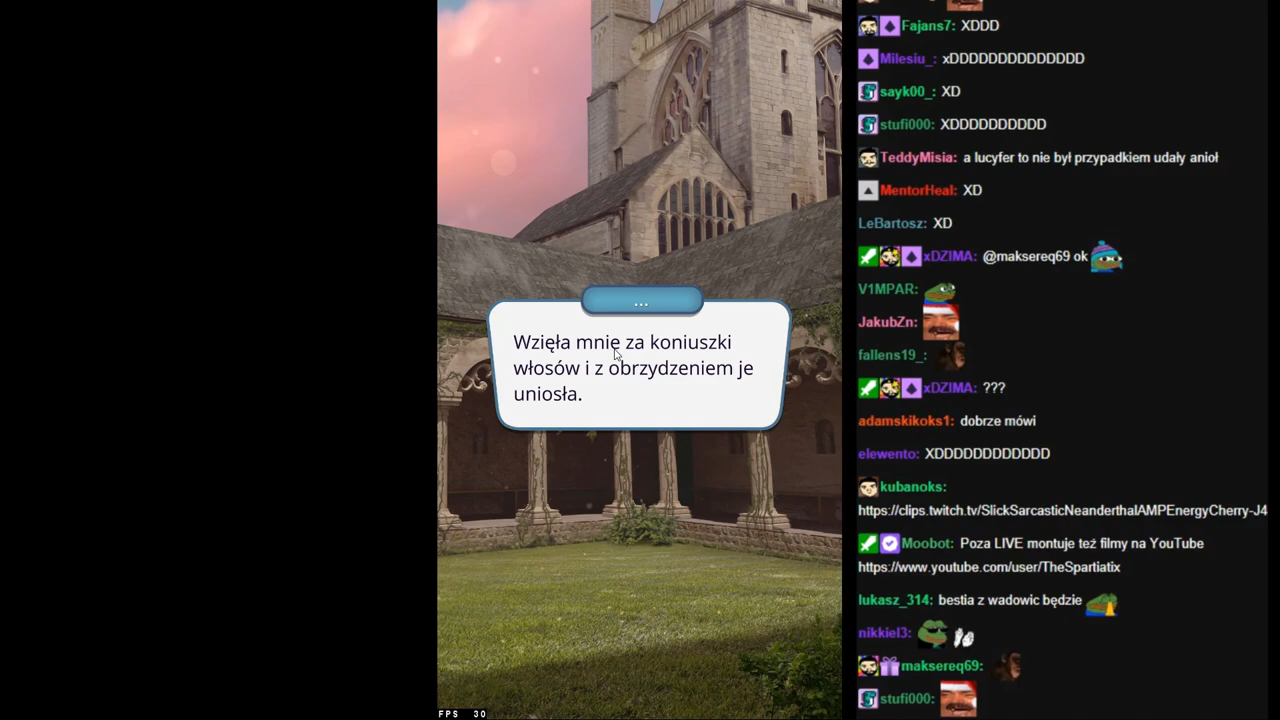 ...
Wzięła mnię za koniuszki
włosów i z obrzydzeniem je
uniosła.
FPS 30
Fajans7: XDDD
Milesiu_: xDDDDDDDDDDDDDD
sayk00_: XD
stufi000: XDDDDDDDDDD
TeddyMisia: a lucyfer to nie był przypadkiem udały anioł
MentorHeal: XD
LeBartosz: XD
xDZIMA: @maksereq69 ok
V1MPAR:
JakubZn:
fallens19_:
xDZIMA: ???
adamskikoks1: dobrze mówi
elewento: XDDDDDDDDDDDD
kubanoks:
https://clips.twitch.tv/SlickSarcasticNeanderthalAMPEnergyCherry-J4
Moobot: Poza LIVE montuje też filmy na YouTube
https://www.youtube.com/user/TheSpartiatix
lukasz_314: bestia z wadowic będzie
nikkiel3:
maksereq69:
stufi000: